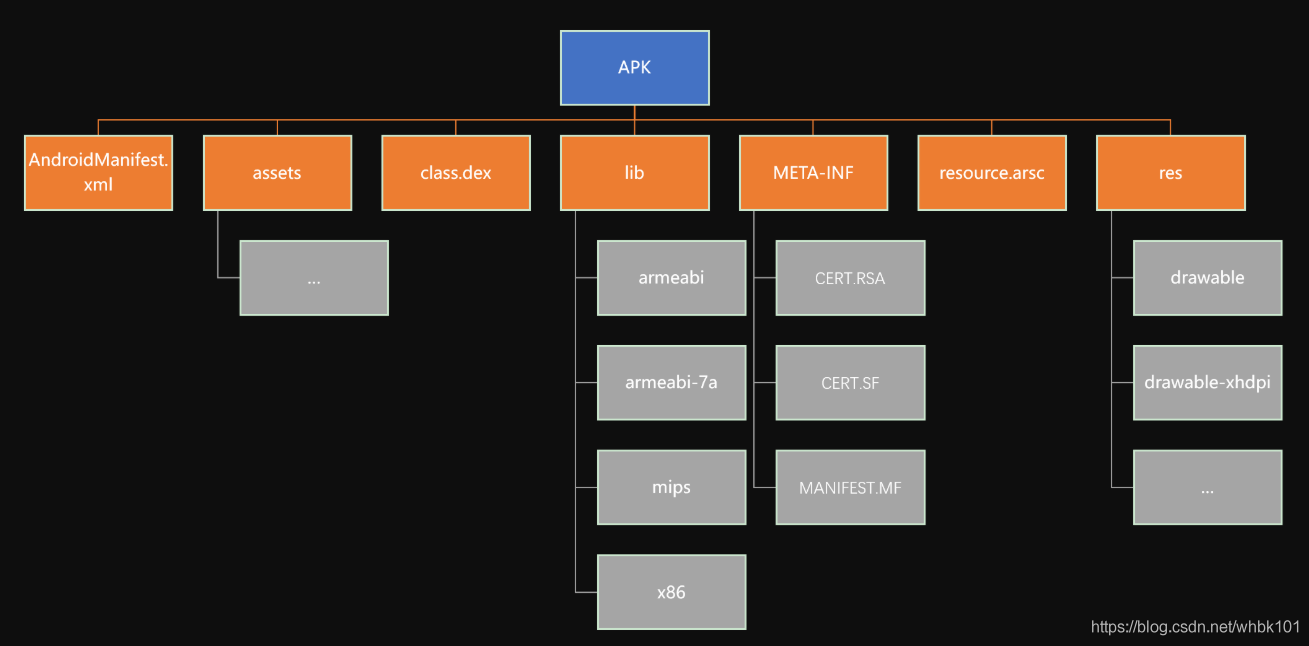 APK
AndroidManifest.
xml
assets
class.dex
lib
META-INF
resource.arsc
res
...
armeabi
CERT.RSA
drawable
armeabi-7a
CERT.SF
drawable-xhdpi
mips
MANIFEST.MF
...
x86
https://blog.csdn.net/whbk101